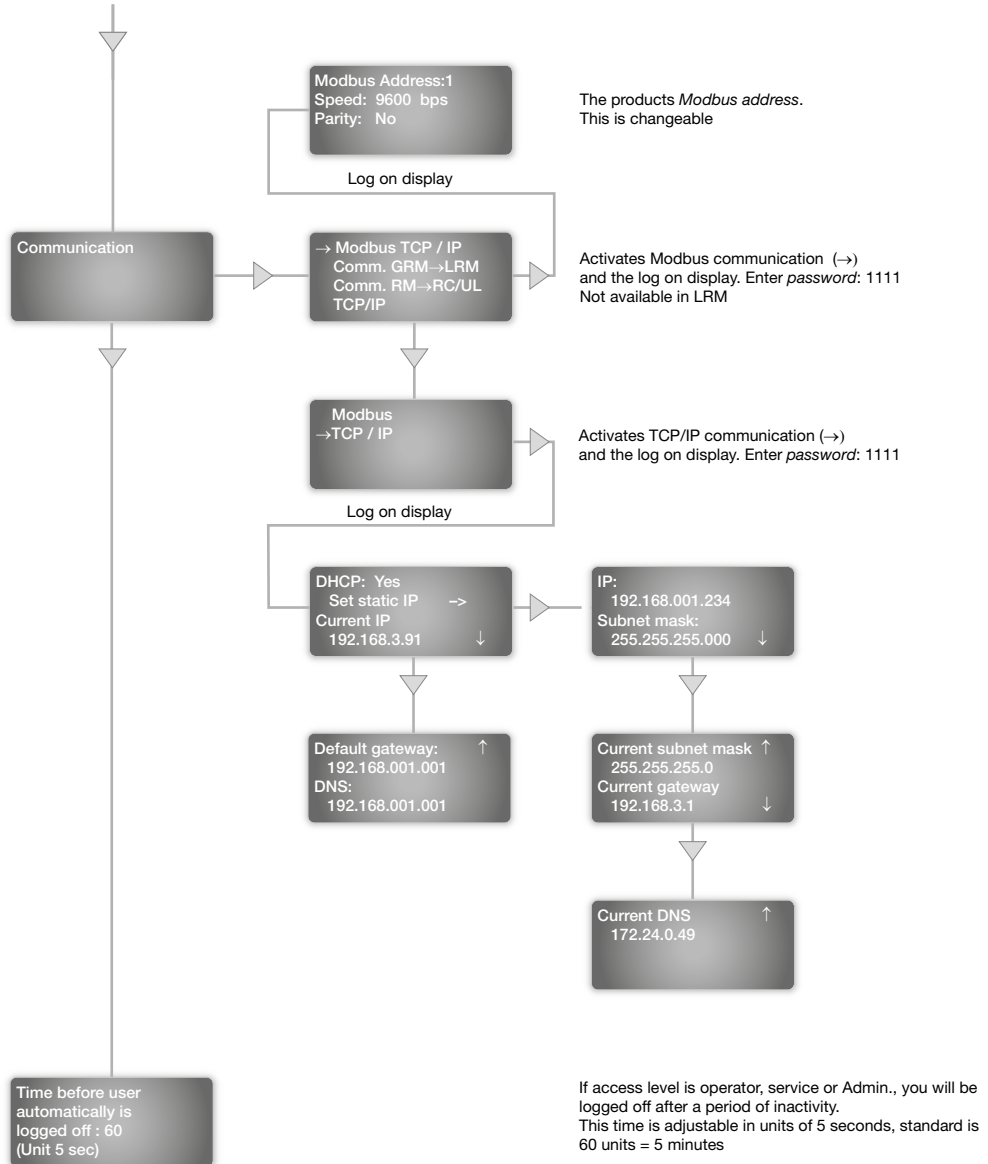 Modbus Address:1
Speed: 9600 bps
Parity: No
The products Modbus address.
This is changeable
Log on display
Communication
→ Modbus TCP / IP
Comm. GRM→LRM
Comm. RM→RC/UL
TCP/IP
Activates Modbus communication (→)
and the log on display. Enter password: 1111
Not available in LRM
Modbus
→TCP / IP
Activates TCP/IP communication (→)
and the log on display. Enter password: 1111
Log on display
DHCP: Yes
Set static IP –>
Current IP
192.168.3.91 ↓
IP:
192.168.001.234
Subnet mask:
255.255.255.000 ↓
Default gateway: ↑
192.168.001.001
DNS:
192.168.001.001
Current subnet mask ↑
255.255.255.0
Current gateway
192.168.3.1 ↓
Current DNS ↑
172.24.0.49
Time before user
automatically is
logged off : 60
(Unit 5 sec)
If access level is operator, service or Admin., you will be
logged off after a period of inactivity.
This time is adjustable in units of 5 seconds, standard is
60 units = 5 minutes